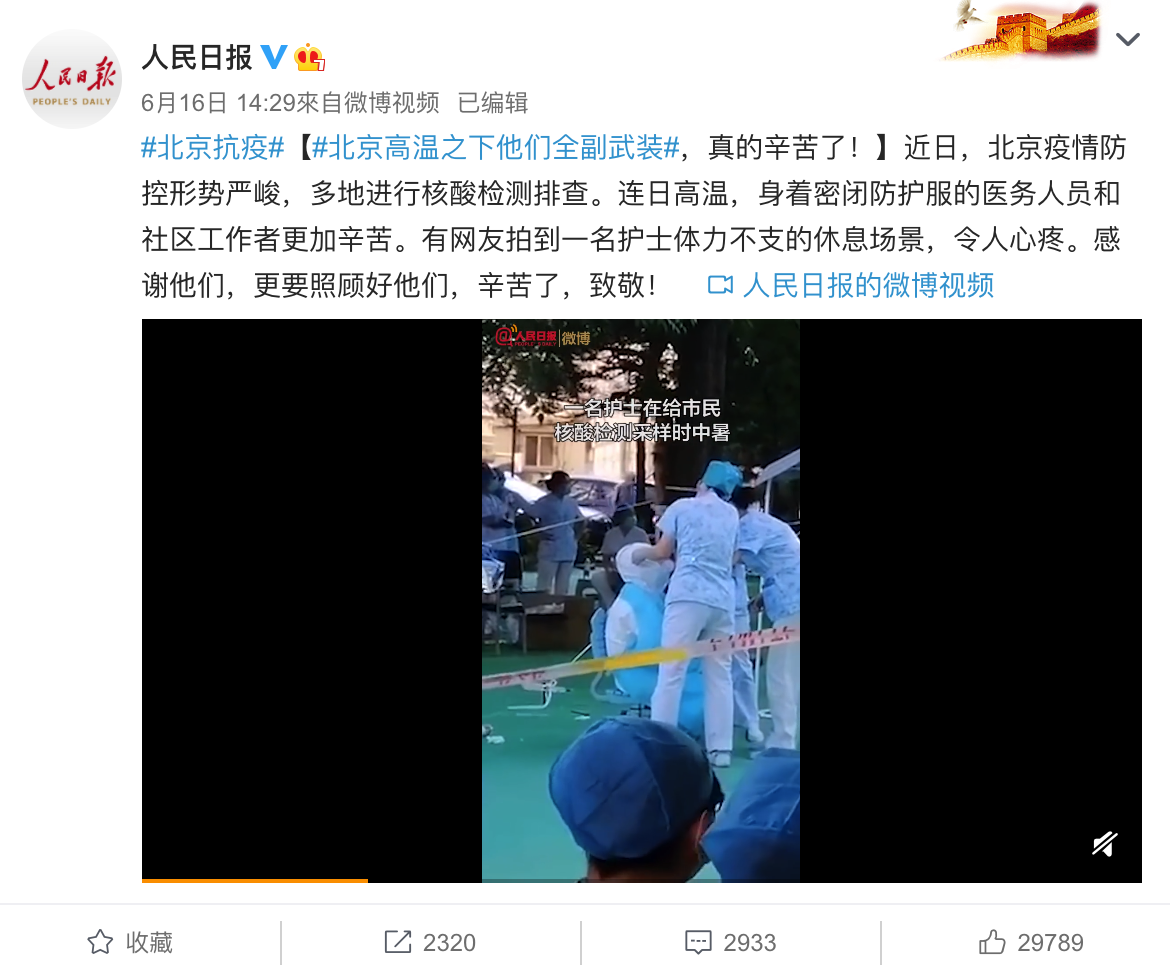 人民日报
PEOPLE'S DAILY
人民日报
6月16日 14:29來自微博视频 已编辑
#北京抗疫#【#北京高温之下他们全副武装#，真的辛苦了！】近日，北京疫情防
控形势严峻，多地进行核酸检测排查。连日高温，身着密闭防护服的医务人员和
社区工作者更加辛苦。有网友拍到一名护士体力不支的休息场景，令人心疼。感
谢他们，更要照顾好他们，辛苦了，致敬！ 人民日报的微博视频
@人民日报 微博
一名护士在给市民
核酸检测采样时中暑
收藏 2320 2933 29789